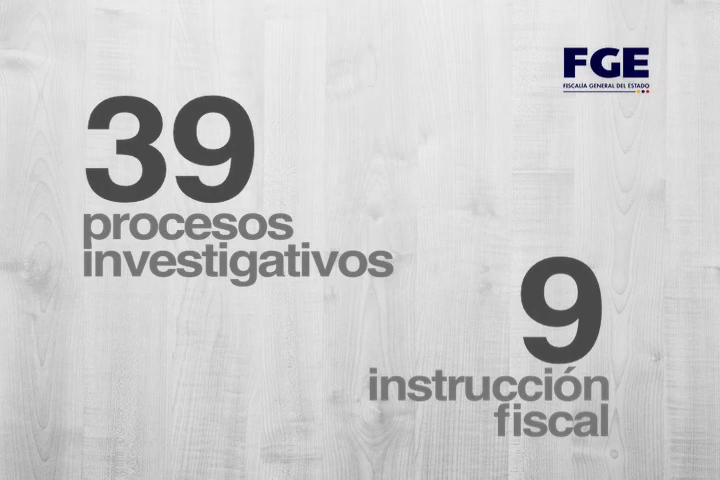 FGE
FISCALÍA GENERAL DEL ESTADO
39
procesos
investigativos
9
instrucción
fiscal